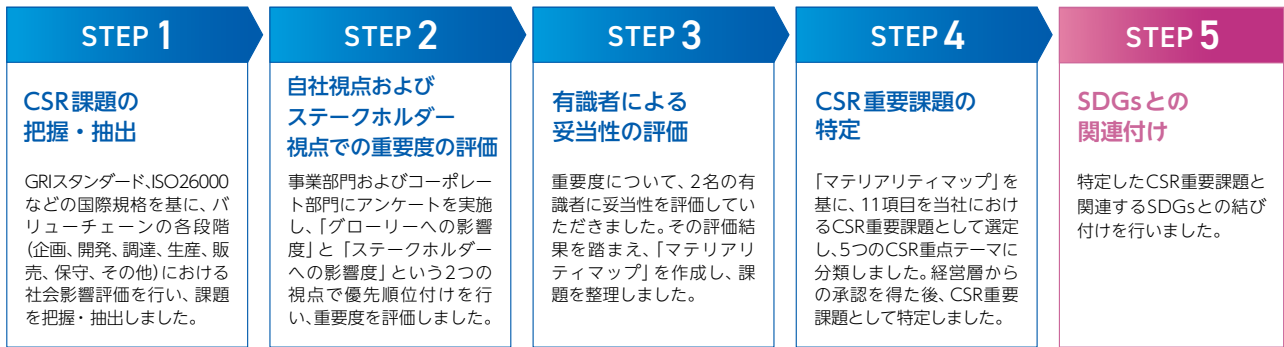 STEP 1
CSR課題の
把握・抽出
GRIスタンダード、ISO26000
などの国際規格を基に、バ
リューチェーンの各段階
(企画、開発、調達、生産、販
売、保守、その他)における
社会影響評価を行い、課題
を把握・抽出しました。
STEP 2
自社視点および
ステークホルダー
視点での重要度の評価
事業部門およびコーポレー
ト部門にアンケートを実施
し、「グローリーへの影響
度」と「ステークホルダー
への影響度」という2つの
視点で優先順位付けを行
い、重要度を評価しました。
STEP 3
有識者による
妥当性の評価
重要度について、2名の有
識者に妥当性を評価してい
ただきました。その評価結
果を踏まえ、「マテリアリ
ティマップ」を作成し、課
題を整理しました。
STEP 4
CSR重要課題の
特定
「マテリアリティマップ」を
基に、11項目を当社におけ
るCSR重要課題として選定
し、5つのCSR重点テーマに
分類しました。経営層から
の承認を得た後、CSR重要
課題として特定しました。
STEP 5
SDGsとの
関連付け
特定したCSR重要課題と
関連するSDGsとの結び
付けを行いました。